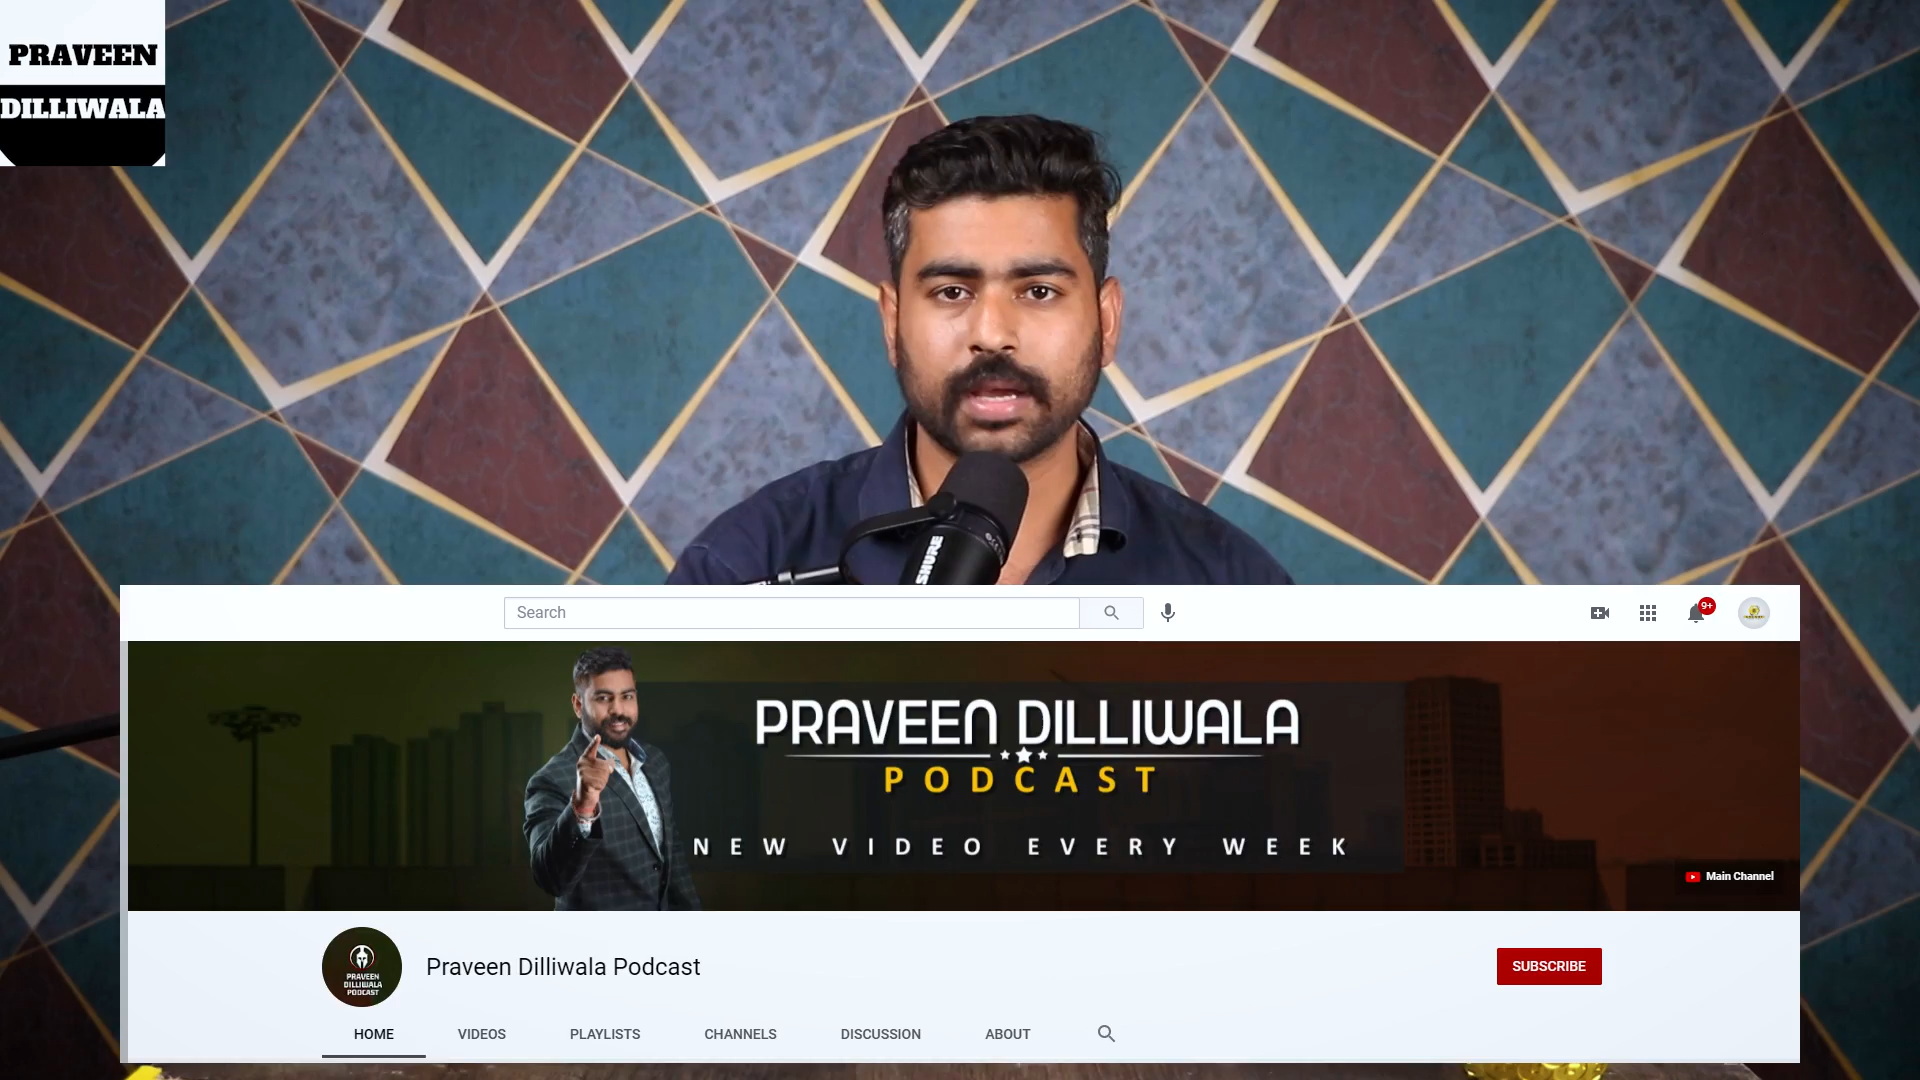 PRAVEEN
DILLIWALA
SHURE
Search
9+
PRAVEEN DILLIWALA
PODCAST
NEW VIDEO EVERY WEEK
Main Channel
PRAVEEN
DILLIWALA
PODCAST
Praveen Dilliwala Podcast
SUBSCRIBE
HOME VIDEOS PLAYLISTS CHANNELS DISCUSSION ABOUT